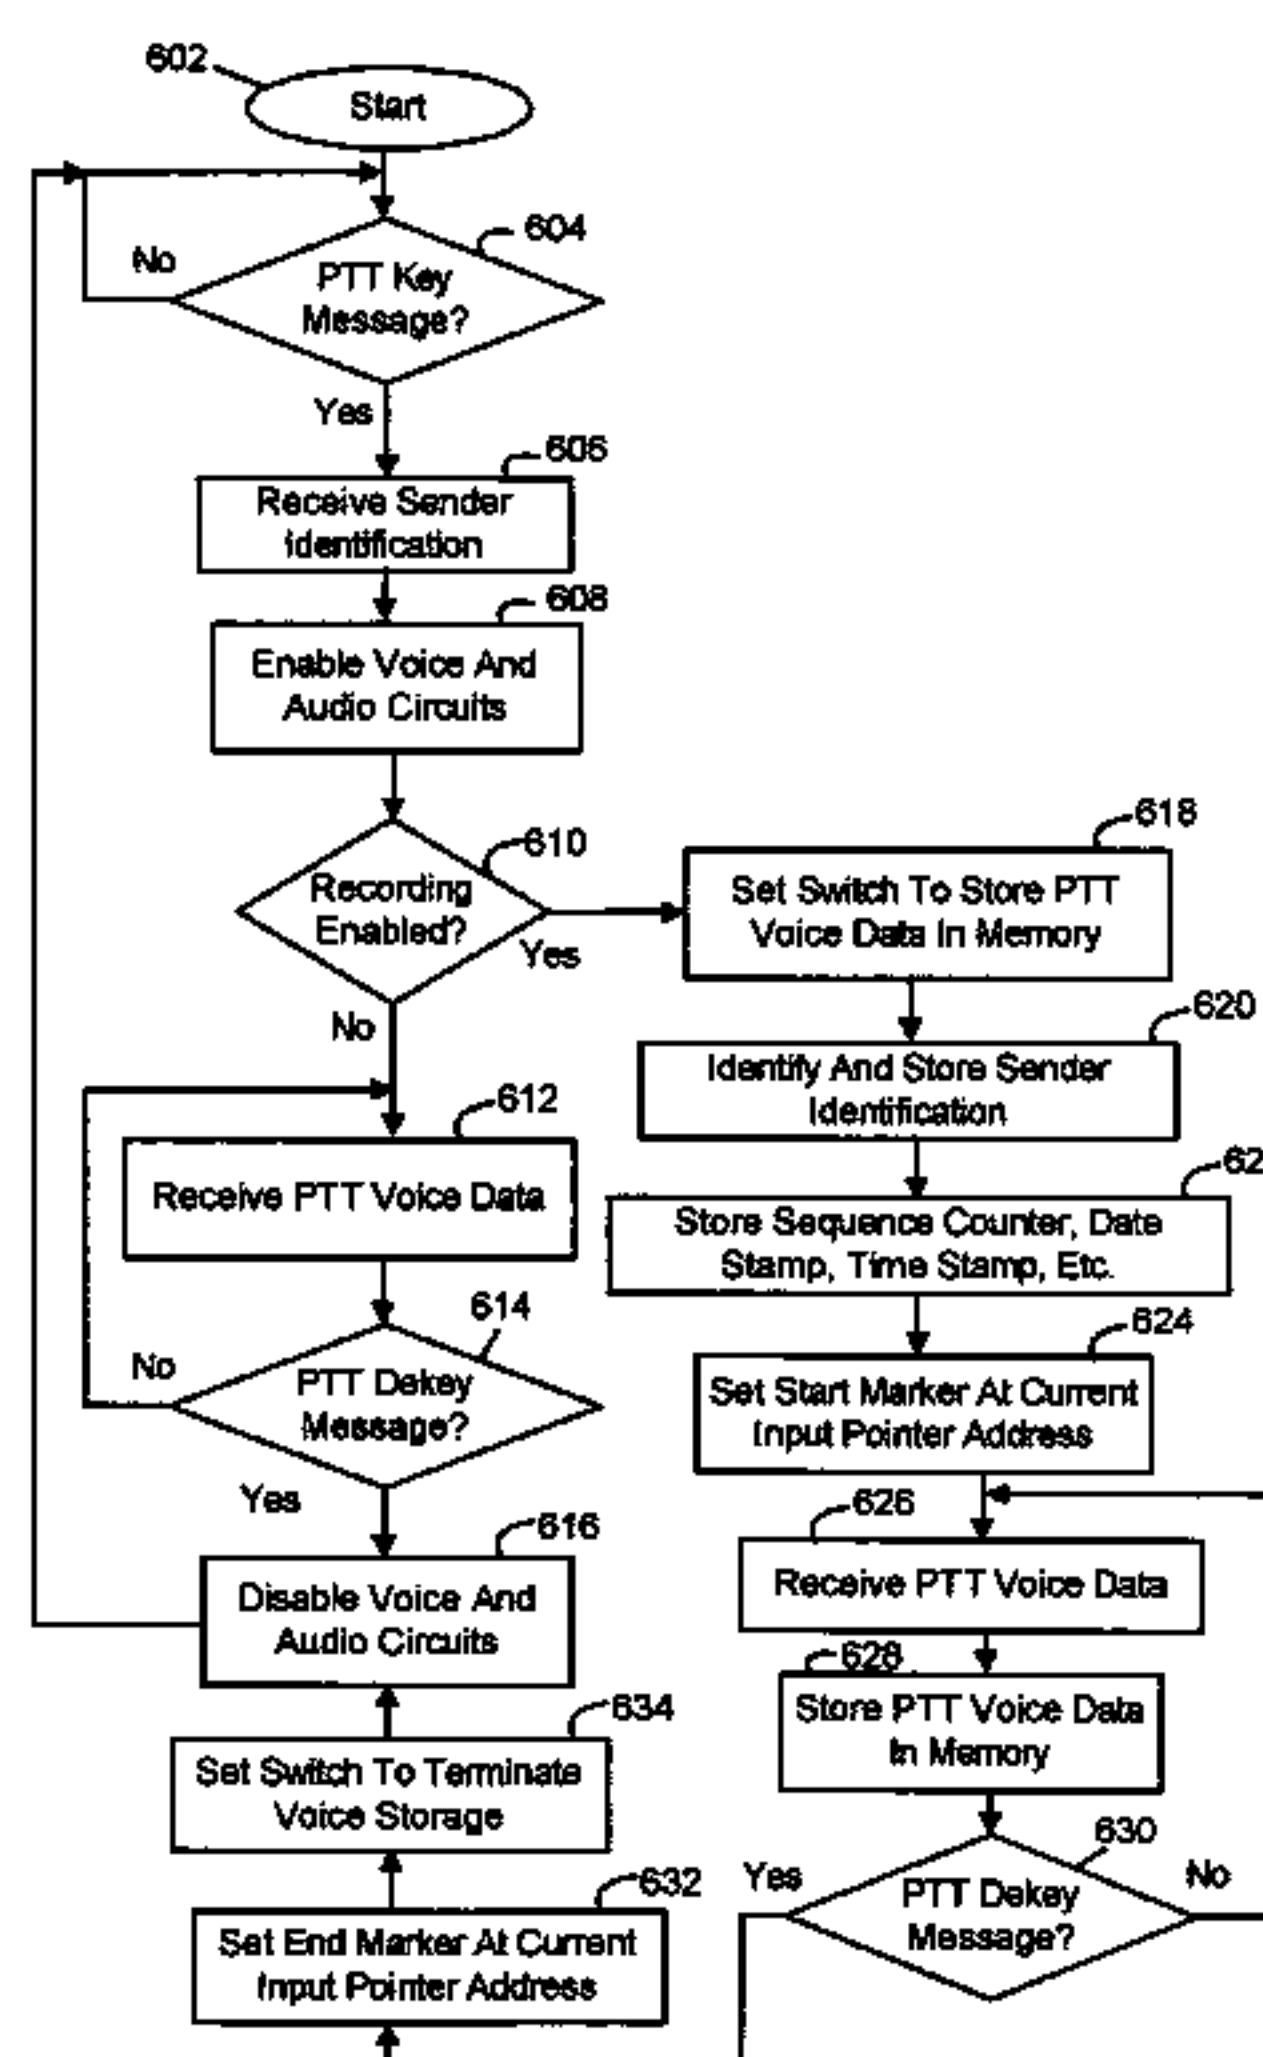 602
Start
604
No
PTT Key
Message?
Yes
606
Receive Sender
Identification
608
Enable Voice And
Audio Circuits
610
Recording
Enabled?
Yes
No
618
Set Switch To Store PTT
Voice Data In Memory
620
Identify And Store Sender
Identification
612
Receive PTT Voice Data
62
Store Sequence Counter, Date
Stamp, Time Stamp, Etc.
614
No
PTT Dekey
Message?
Yes
624
Set Start Marker At Current
Input Pointer Address
616
Disable Voice And
Audio Circuits
626
Receive PTT Voice Data
628
Store PTT Voice Data
In Memory
634
Set Switch To Terminate
Voice Storage
630
Yes
No
PTT Dekey
Message?
632
Set End Marker At Current
Input Pointer Address